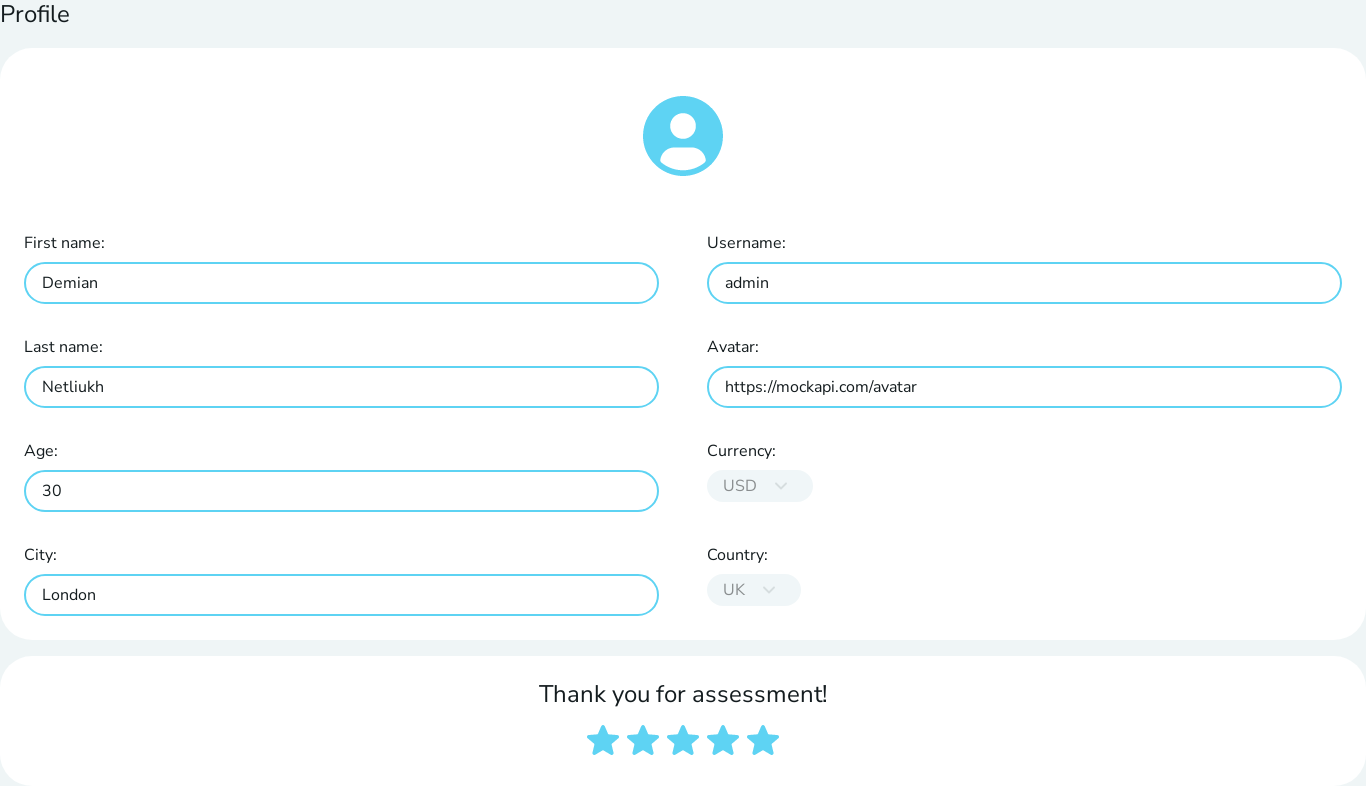 Profile
First name:
Demian
Username:
admin
Last name:
Netliukh
Avatar:
https://mockapi.com/avatar
Age:
30
Currency:
USD
City:
London
Country:
UK
Thank you for assessment!